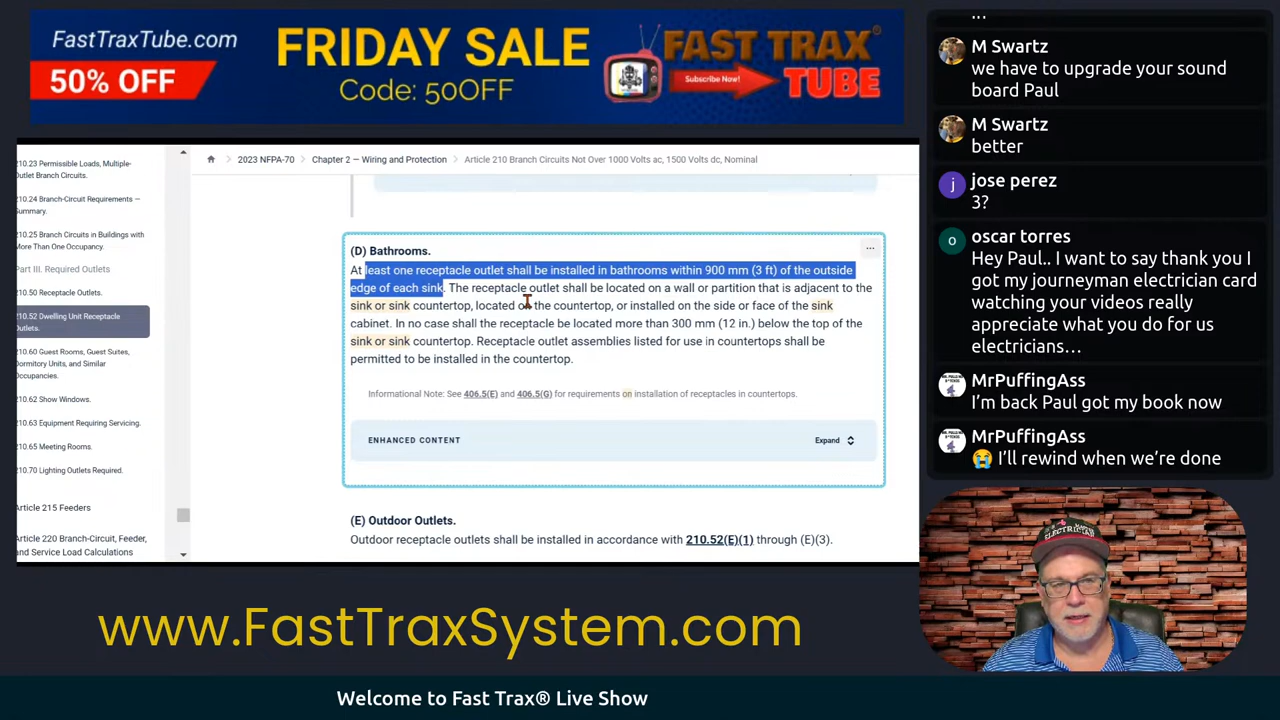 FastTraxTube.com
50% OFF
FRIDAY SALE
Code: 50OFF
Subscribe Now!
FAST TRAX®
TUBE
210.23 Permissible Loads, Multiple-
Outlet Branch Circuits.
210.24 Branch-Circuit Requirements —
Summary.
210.25 Branch Circuits in Buildings with
More Than One Occupancy.
Part III. Required Outlets
210.50 Receptacle Outlets.
210.52 Dwelling Unit Receptacle
Outlets.
210.60 Guest Rooms, Guest Suites,
Dormitory Units, and Similar
Occupancies.
210.62 Show Windows.
210.63 Equipment Requiring Servicing.
210.65 Meeting Rooms.
210.70 Lighting Outlets Required.
Article 215 Feeders
Article 220 Branch-Circuit, Feeder,
and Service Load Calculations
2023 NFPA-70 > Chapter 2 — Wiring and Protection > Article 210 Branch Circuits Not Over 1000 Volts ac, 1500 Volts dc, Nominal
(D) Bathrooms.
...
At least one receptacle outlet shall be installed in bathrooms within 900 mm (3 ft) of the outside
edge of each sink. The receptacle outlet shall be located on a wall or partition that is adjacent to the
sink or sink countertop, located on the countertop, or installed on the side or face of the sink
cabinet. In no case shall the receptacle be located more than 300 mm (12 in.) below the top of the
sink or sink countertop. Receptacle outlet assemblies listed for use in countertops shall be
permitted to be installed in the countertop.
Informational Note: See 406.5(E) and 406.5(G) for requirements on installation of receptacles in countertops.
ENHANCED CONTENT
Expand
(E) Outdoor Outlets.
Outdoor receptacle outlets shall be installed in accordance with 210.52(E)(1) through (E)(3).
M Swartz
we have to upgrade your sound
board Paul
M Swartz
better
j
jose perez
3?
o
oscar torres
Hey Paul.. I want to say thank you I
got my journeyman electrician card
watching your videos really
appreciate what you do for us
electricians…
MrPuffingAss
I’m back Paul got my book now
MrPuffingAss
😭 I’ll rewind when we’re done
ELECTRICIAN
www.FastTraxSystem.com
Welcome to Fast Trax® Live Show